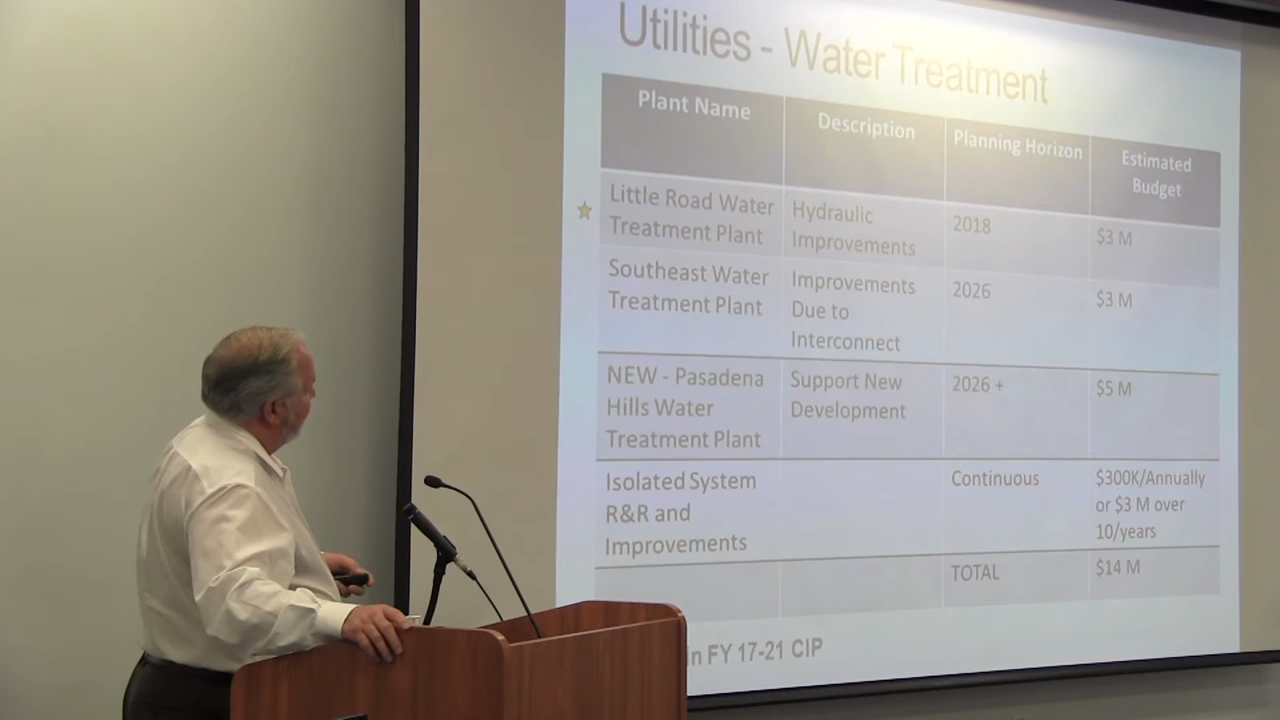 Utilities - Water Treatment
Plant Name
Description
Planning Horizon
Estimated
Budget
Little Road Water
Treatment Plant
Hydraulic
Improvements
2018
$3 M
Southeast Water
Treatment Plant
Improvements
Due to
Interconnect
2026
$3 M
NEW - Pasadena
Hills Water
Treatment Plant
Support New
Development
2026 +
$5 M
Isolated System
R&R and
Improvements
Continuous
$300K/Annually
or $3 M over
10/years
TOTAL
$14 M
in FY 17-21 CIP